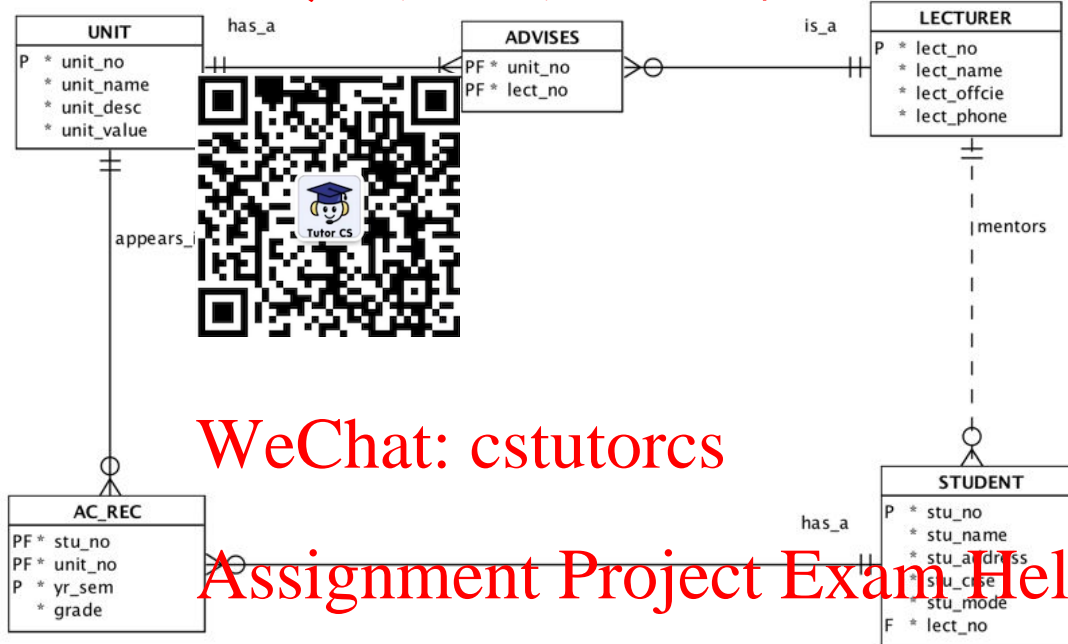 UNIT
P * unit_no
* unit_name
* unit_desc
* unit_value
has_a
ADVISES
PF * unit_no
PF * lect_no
is_a
LECTURER
P * lect_no
* lect_name
* lect_offcie
* lect_phone
Tutor CS
appears_i
mentors
WeChat: cstutorcs
AC_REC
PF * stu_no
PF * unit_no
P * yr_sem
* grade
has_a
STUDENT
P * stu_no
* stu_name
* stu_address
* stu_crse
* stu_mode
F * lect_no
Assignment Project Exam Hel